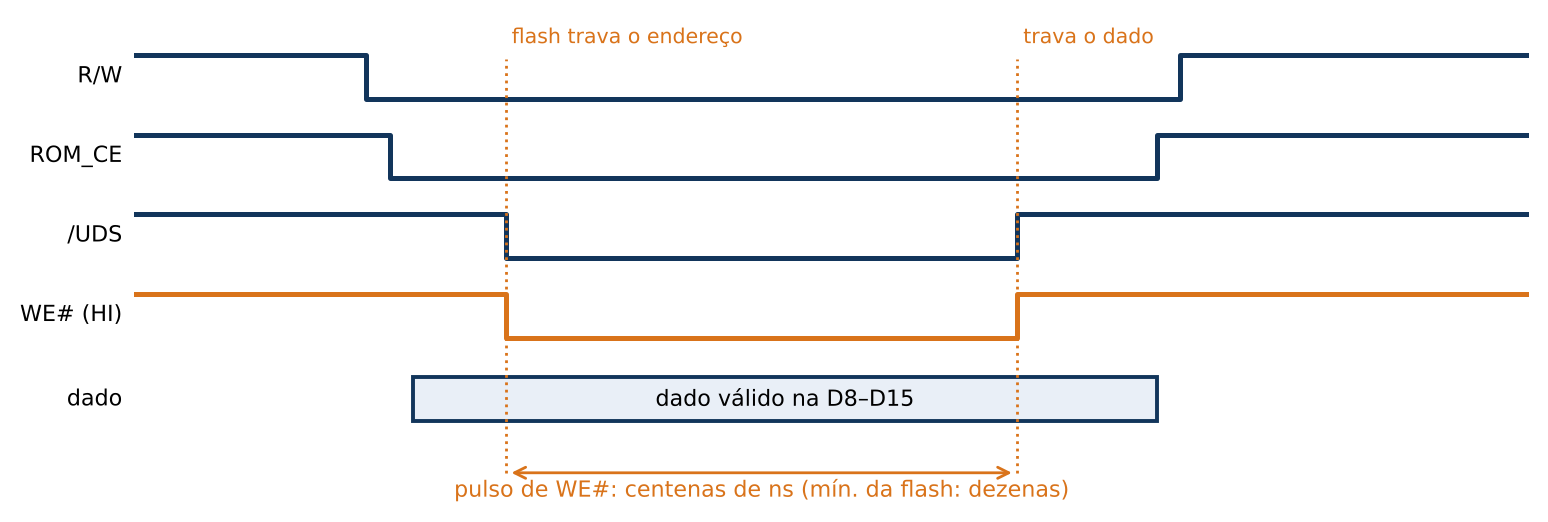 flash trava o endereço
trava o dado
R/W
ROM_CE
/UDS
WE# (HI)
dado
dado válido na D8–D15
pulso de WE#: centenas de ns (mín. da flash: dezenas)